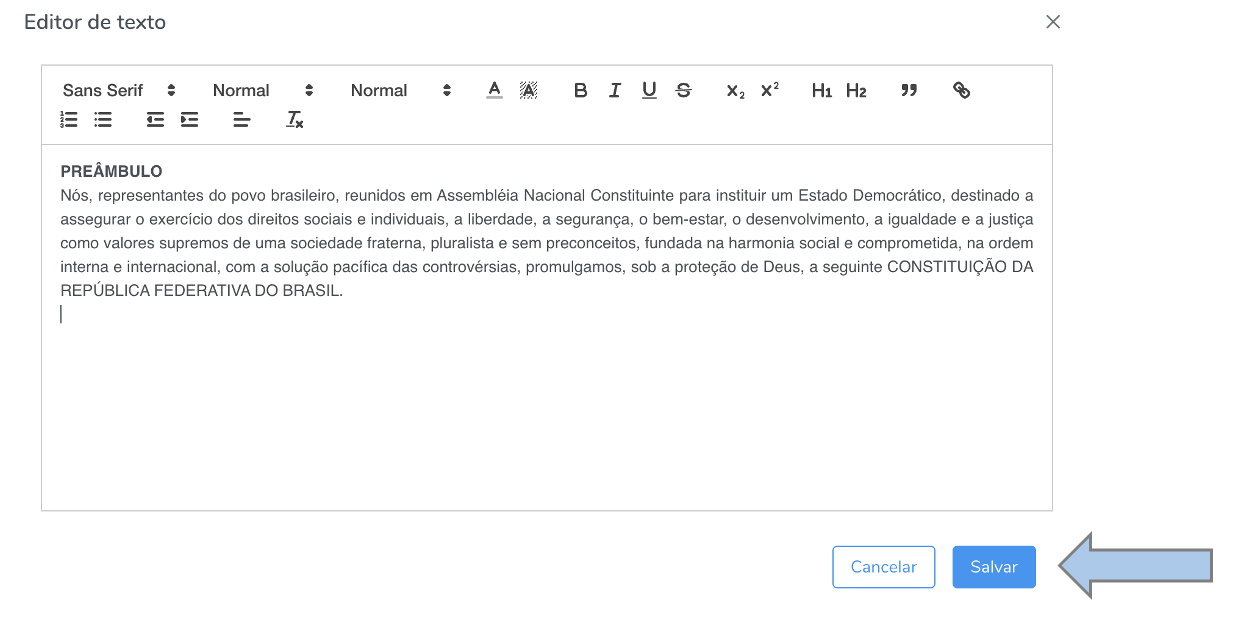 Editor de texto
Sans Serif Normal Normal A A B I U S x₂ x² H1 H2 ”
PREÂMBULO
Nós, representantes do povo brasileiro, reunidos em Assembléia Nacional Constituinte para instituir um Estado Democrático, destinado a
assegurar o exercício dos direitos sociais e individuais, a liberdade, a segurança, o bem-estar, o desenvolvimento, a igualdade e a justiça
como valores supremos de uma sociedade fraterna, pluralista e sem preconceitos, fundada na harmonia social e comprometida, na ordem
interna e internacional, com a solução pacífica das controvérsias, promulgamos, sob a proteção de Deus, a seguinte CONSTITUIÇÃO DA
REPÚBLICA FEDERATIVA DO BRASIL.
Cancelar Salvar